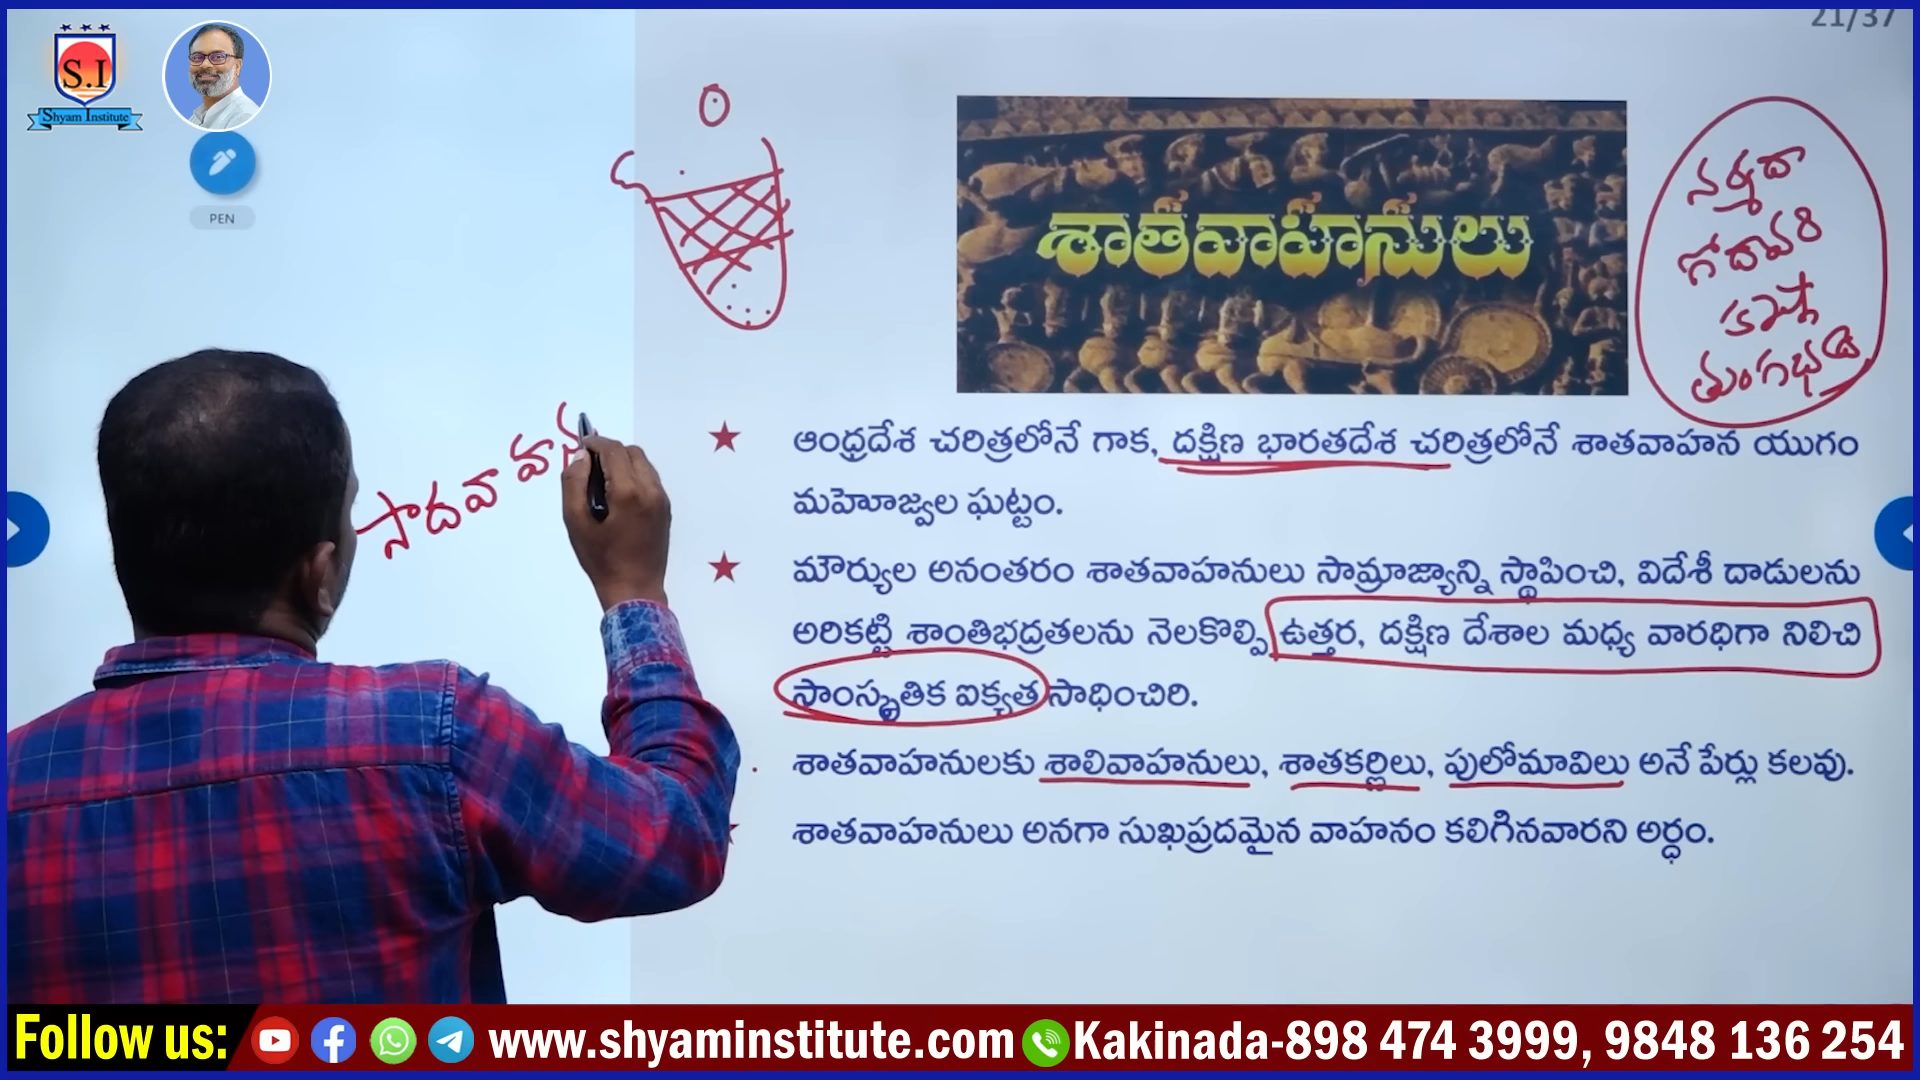 21/37
S.I
Shyam Institute
PEN
శాతవాహనులు
నర్మదా
గోదావరి
కృష్ణా
తుంగభద్ర
ఆంధ్రదేశ చరిత్రలోనే గాక, దక్షిణ భారతదేశ చరిత్రలోనే శాతవాహన యుగం
మహెూజ్వల ఘట్టం.
మౌర్యుల అనంతరం శాతవాహనులు సామ్రాజ్యాన్ని స్థాపించి, విదేశీ దాడులను
అరికట్టి శాంతిభద్రతలను నెలకొల్పి ఉత్తర, దక్షిణ దేశాల మధ్య వారధిగా నిలిచి
సాంస్కృతిక ఐక్యత సాధించిరి.
శాతవాహనులకు శాలివాహనులు, శాతకర్ణిలు, పులోమావిలు అనే పేర్లు కలవు.
శాతవాహనులు అనగా సుఖప్రదమైన వాహనం కలిగినవారని అర్ధం.
సాదవా వాన
Follow us:
www.shyaminstitute.com
Kakinada-898 474 3999, 9848 136 254